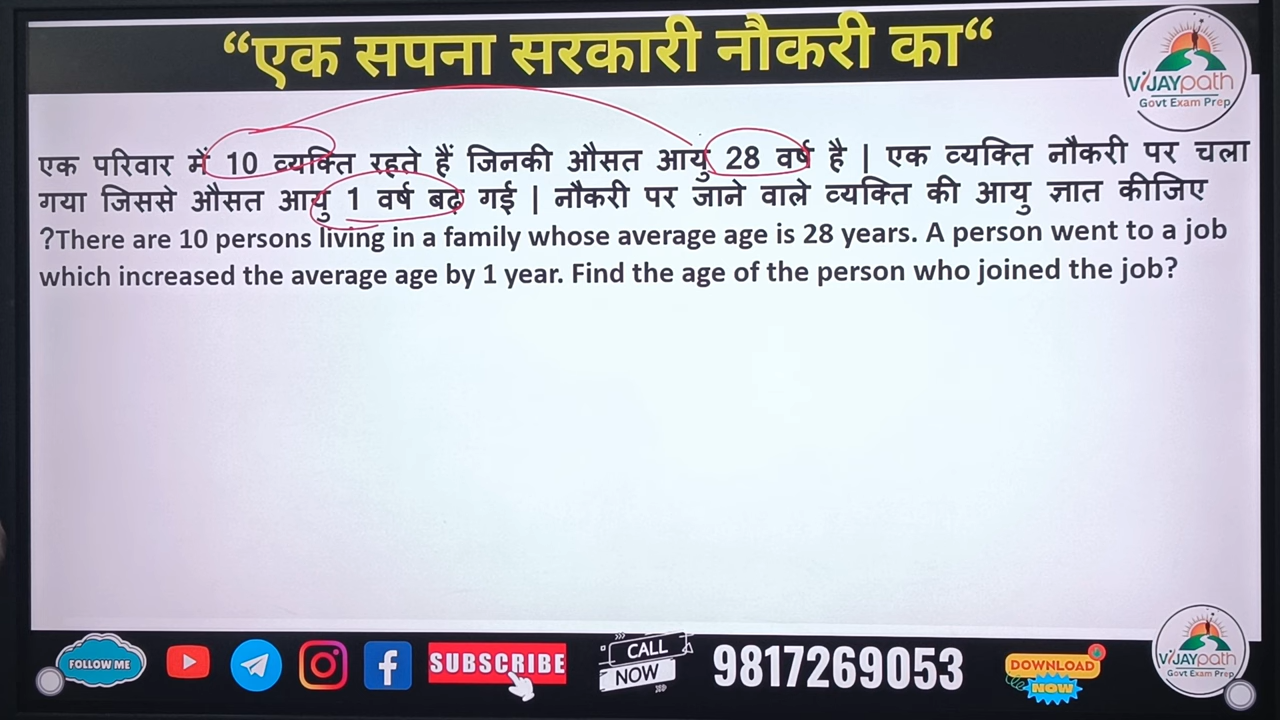 “एक सपना सरकारी नौकरी का“
VIJAYpath
Govt Exam Prep
एक परिवार में 10 व्यक्ति रहते हैं जिनकी औसत आयु 28 वर्ष है | एक व्यक्ति नौकरी पर चला
गया जिससे औसत आयु 1 वर्ष बढ़ गई | नौकरी पर जाने वाले व्यक्ति की आयु ज्ञात कीजिए
?There are 10 persons living in a family whose average age is 28 years. A person went to a job
which increased the average age by 1 year. Find the age of the person who joined the job?
FOLLOW ME
SUBSCRIBE
CALL
NOW
9817269053
DOWNLOAD
NOW
VIJAYpath
Govt Exam Prep